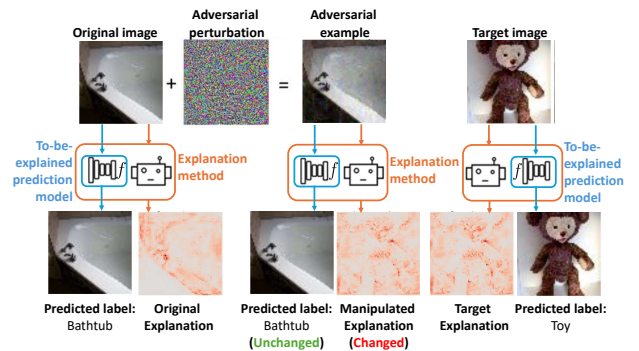 Original image
Adversarial
perturbation
Adversarial
example
Target image
+
=
To-be-
explained
prediction
model
f
Explanation
method
f
Explanation
method
f
To-be-
explained
prediction
model
Predicted label:
Bathtub
Original
Explanation
Predicted label:
Bathtub
(Unchanged)
Manipulated
Explanation
(Changed)
Target
Explanation
Predicted label:
Toy